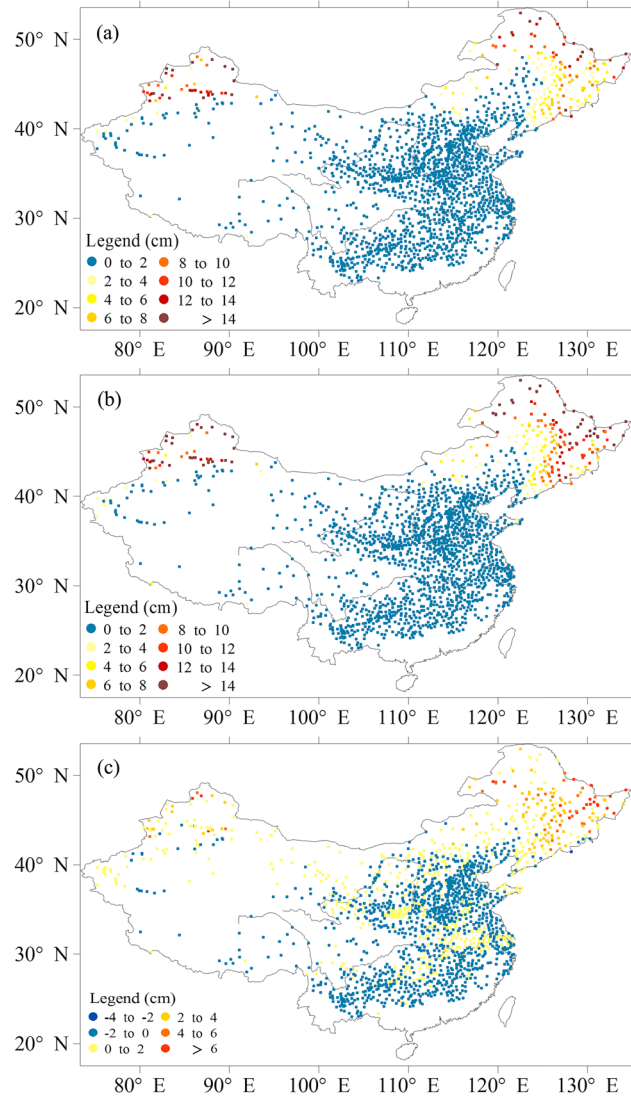 (a)
50° N
40° N
30° N
20° N
Legend (cm)
0 to 2 8 to 10
2 to 4 10 to 12
4 to 6 12 to 14
6 to 8 > 14
80° E 90° E 100° E 110° E 120° E 130° E
(b)
50° N
40° N
30° N
20° N
Legend (cm)
0 to 2 8 to 10
2 to 4 10 to 12
4 to 6 12 to 14
6 to 8 > 14
80° E 90° E 100° E 110° E 120° E 130° E
(c)
50° N
40° N
30° N
20° N
Legend (cm)
-4 to -2 2 to 4
-2 to 0 4 to 6
0 to 2 > 6
80° E 90° E 100° E 110° E 120° E 130° E